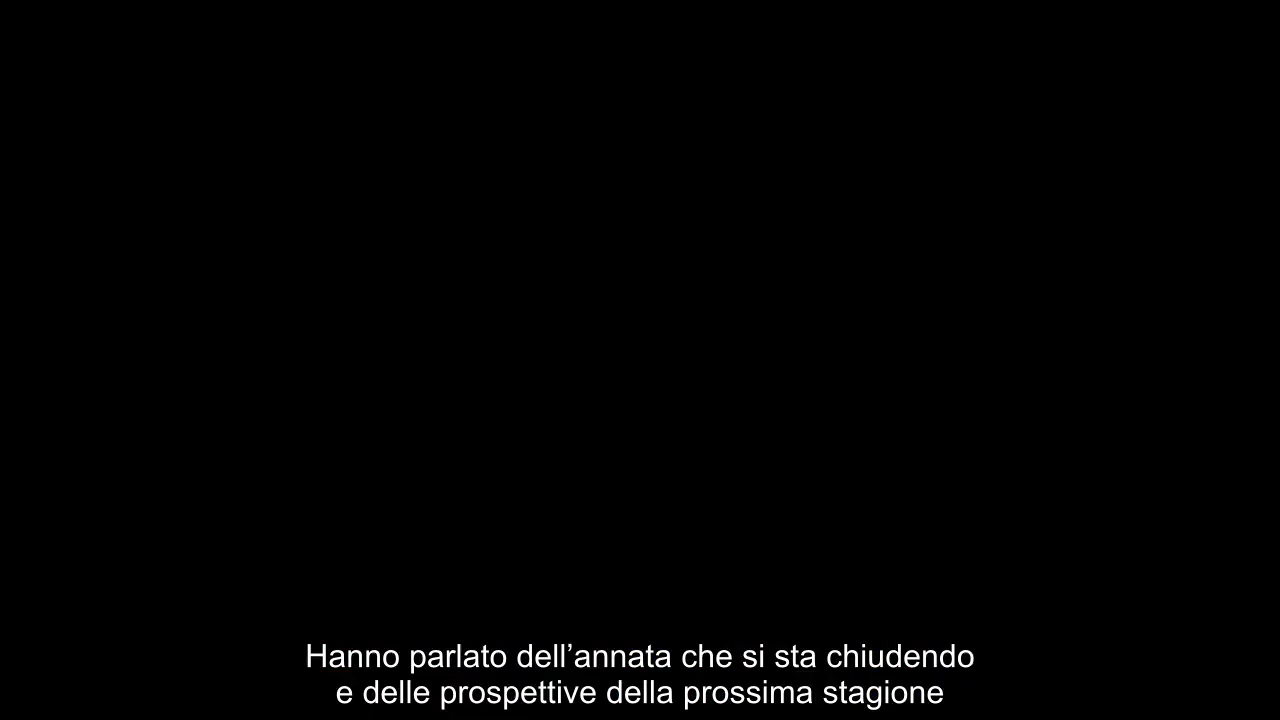 Hanno parlato dell’annata che si sta chiudendo
e delle prospettive della prossima stagione